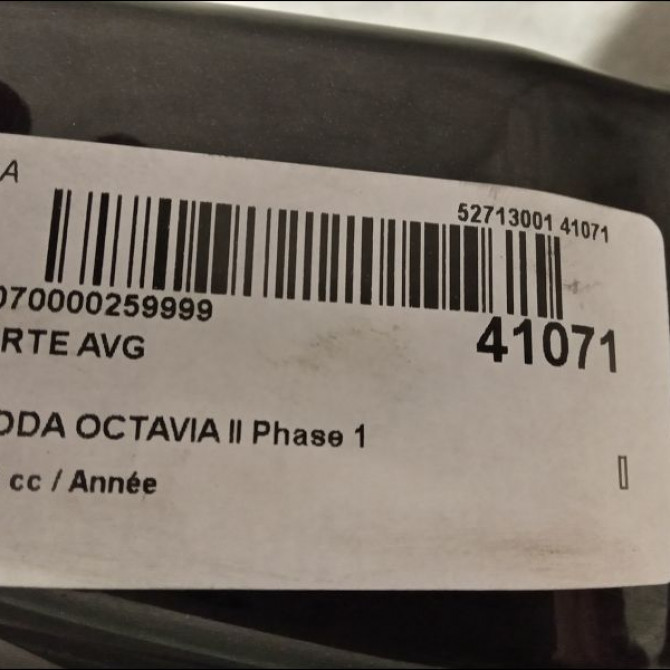 A
52713001 41071
070000259999
41071
RTE AVG
ODA OCTAVIA II Phase 1
cc / Année